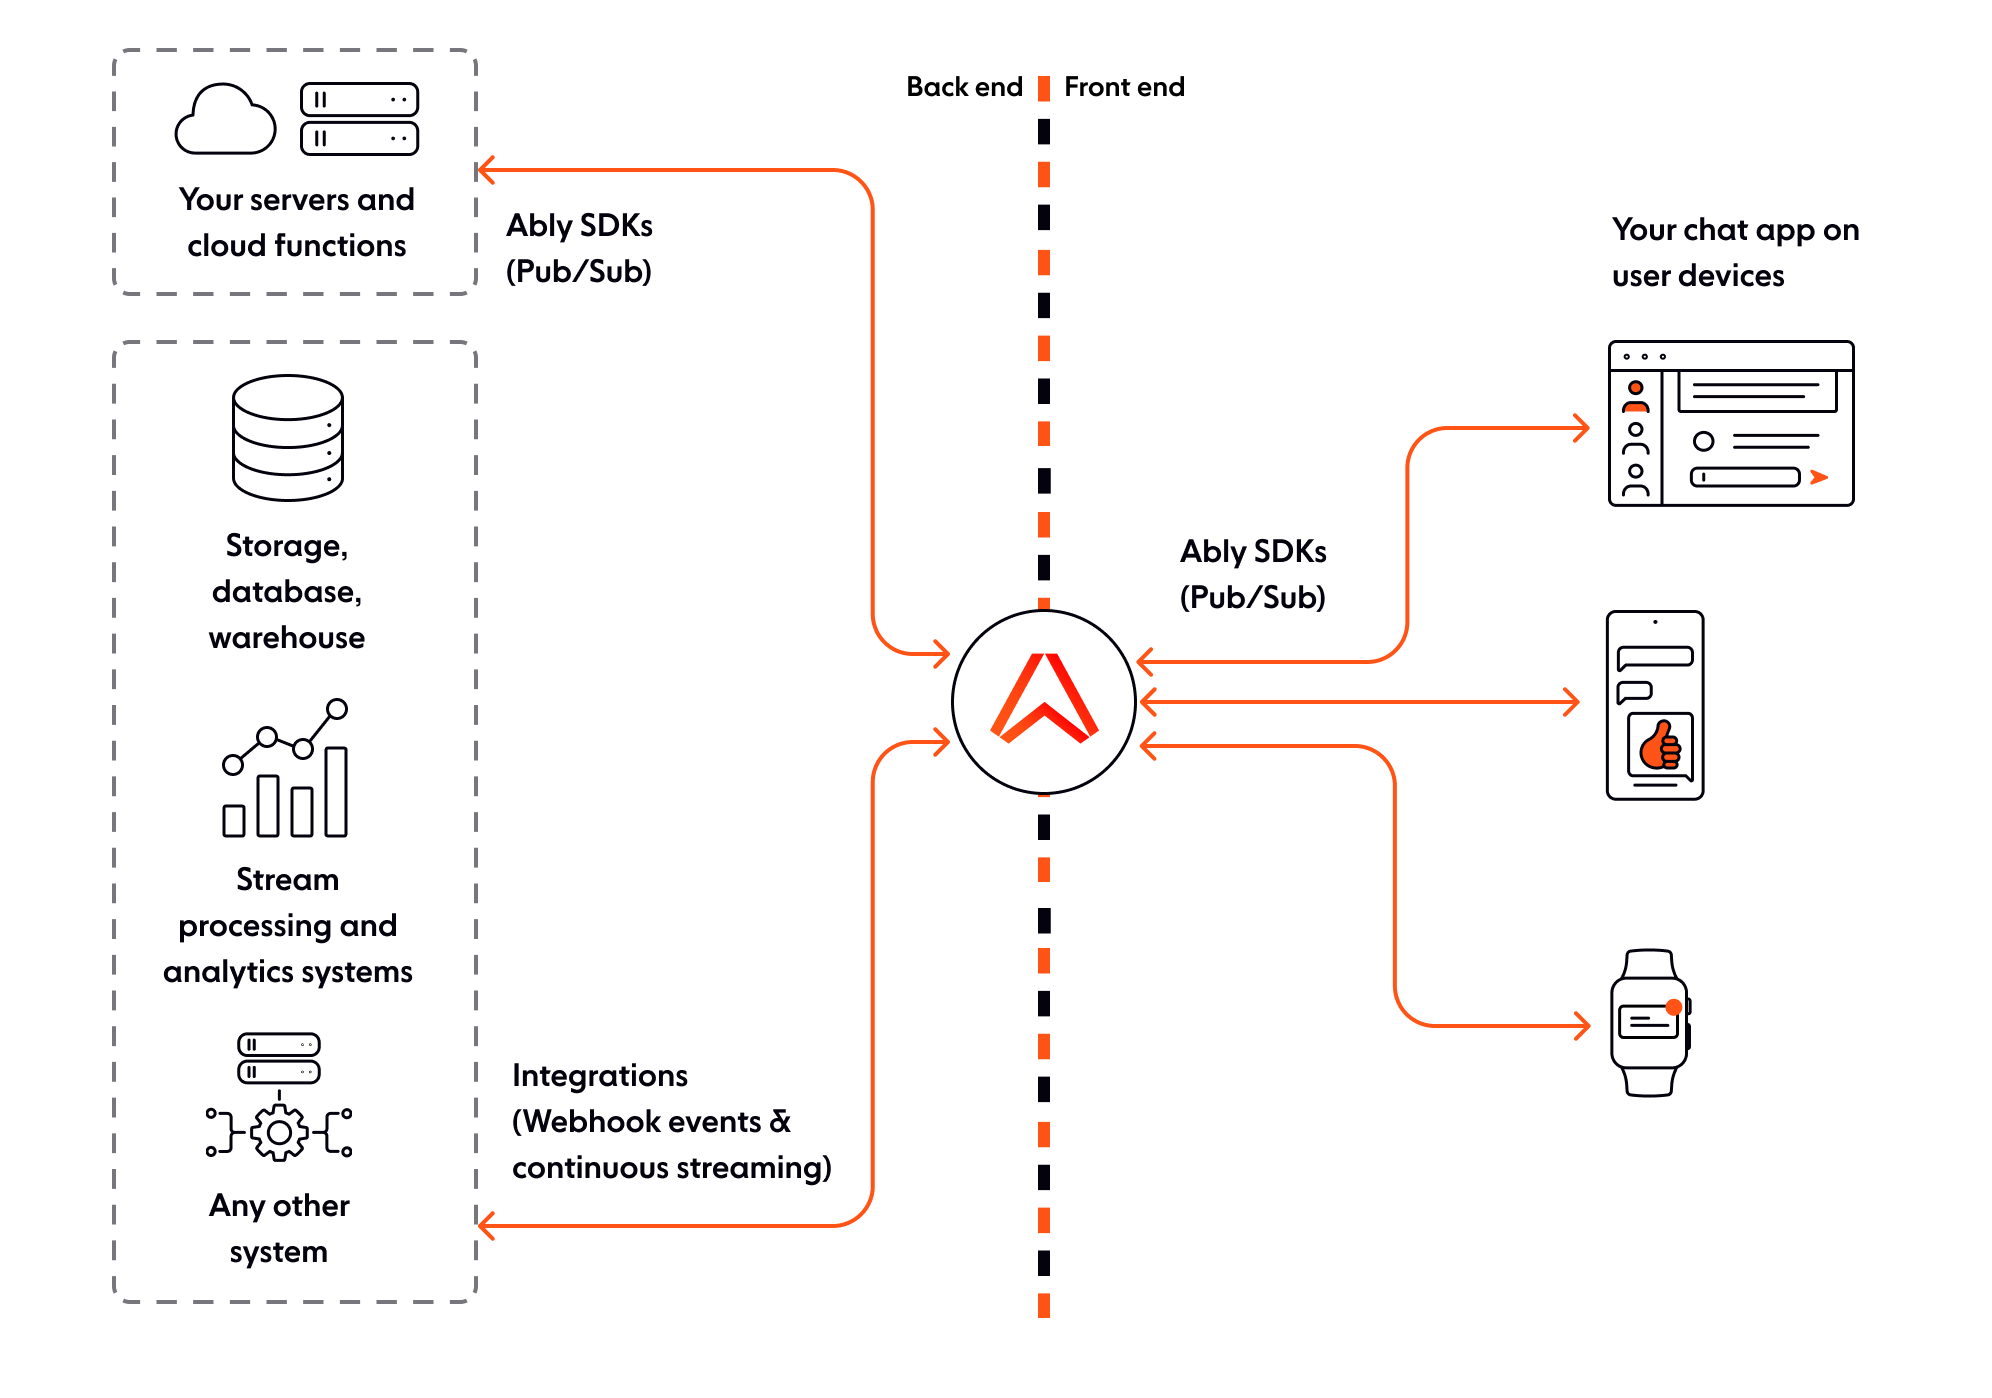 Back end
Front end
Your servers and
cloud functions
Ably SDKs
(Pub/Sub)
Your chat app on
user devices
Storage,
database,
warehouse
Ably SDKs
(Pub/Sub)
Stream
processing and
analytics systems
Integrations
(Webhook events &
continuous streaming)
Any other
system